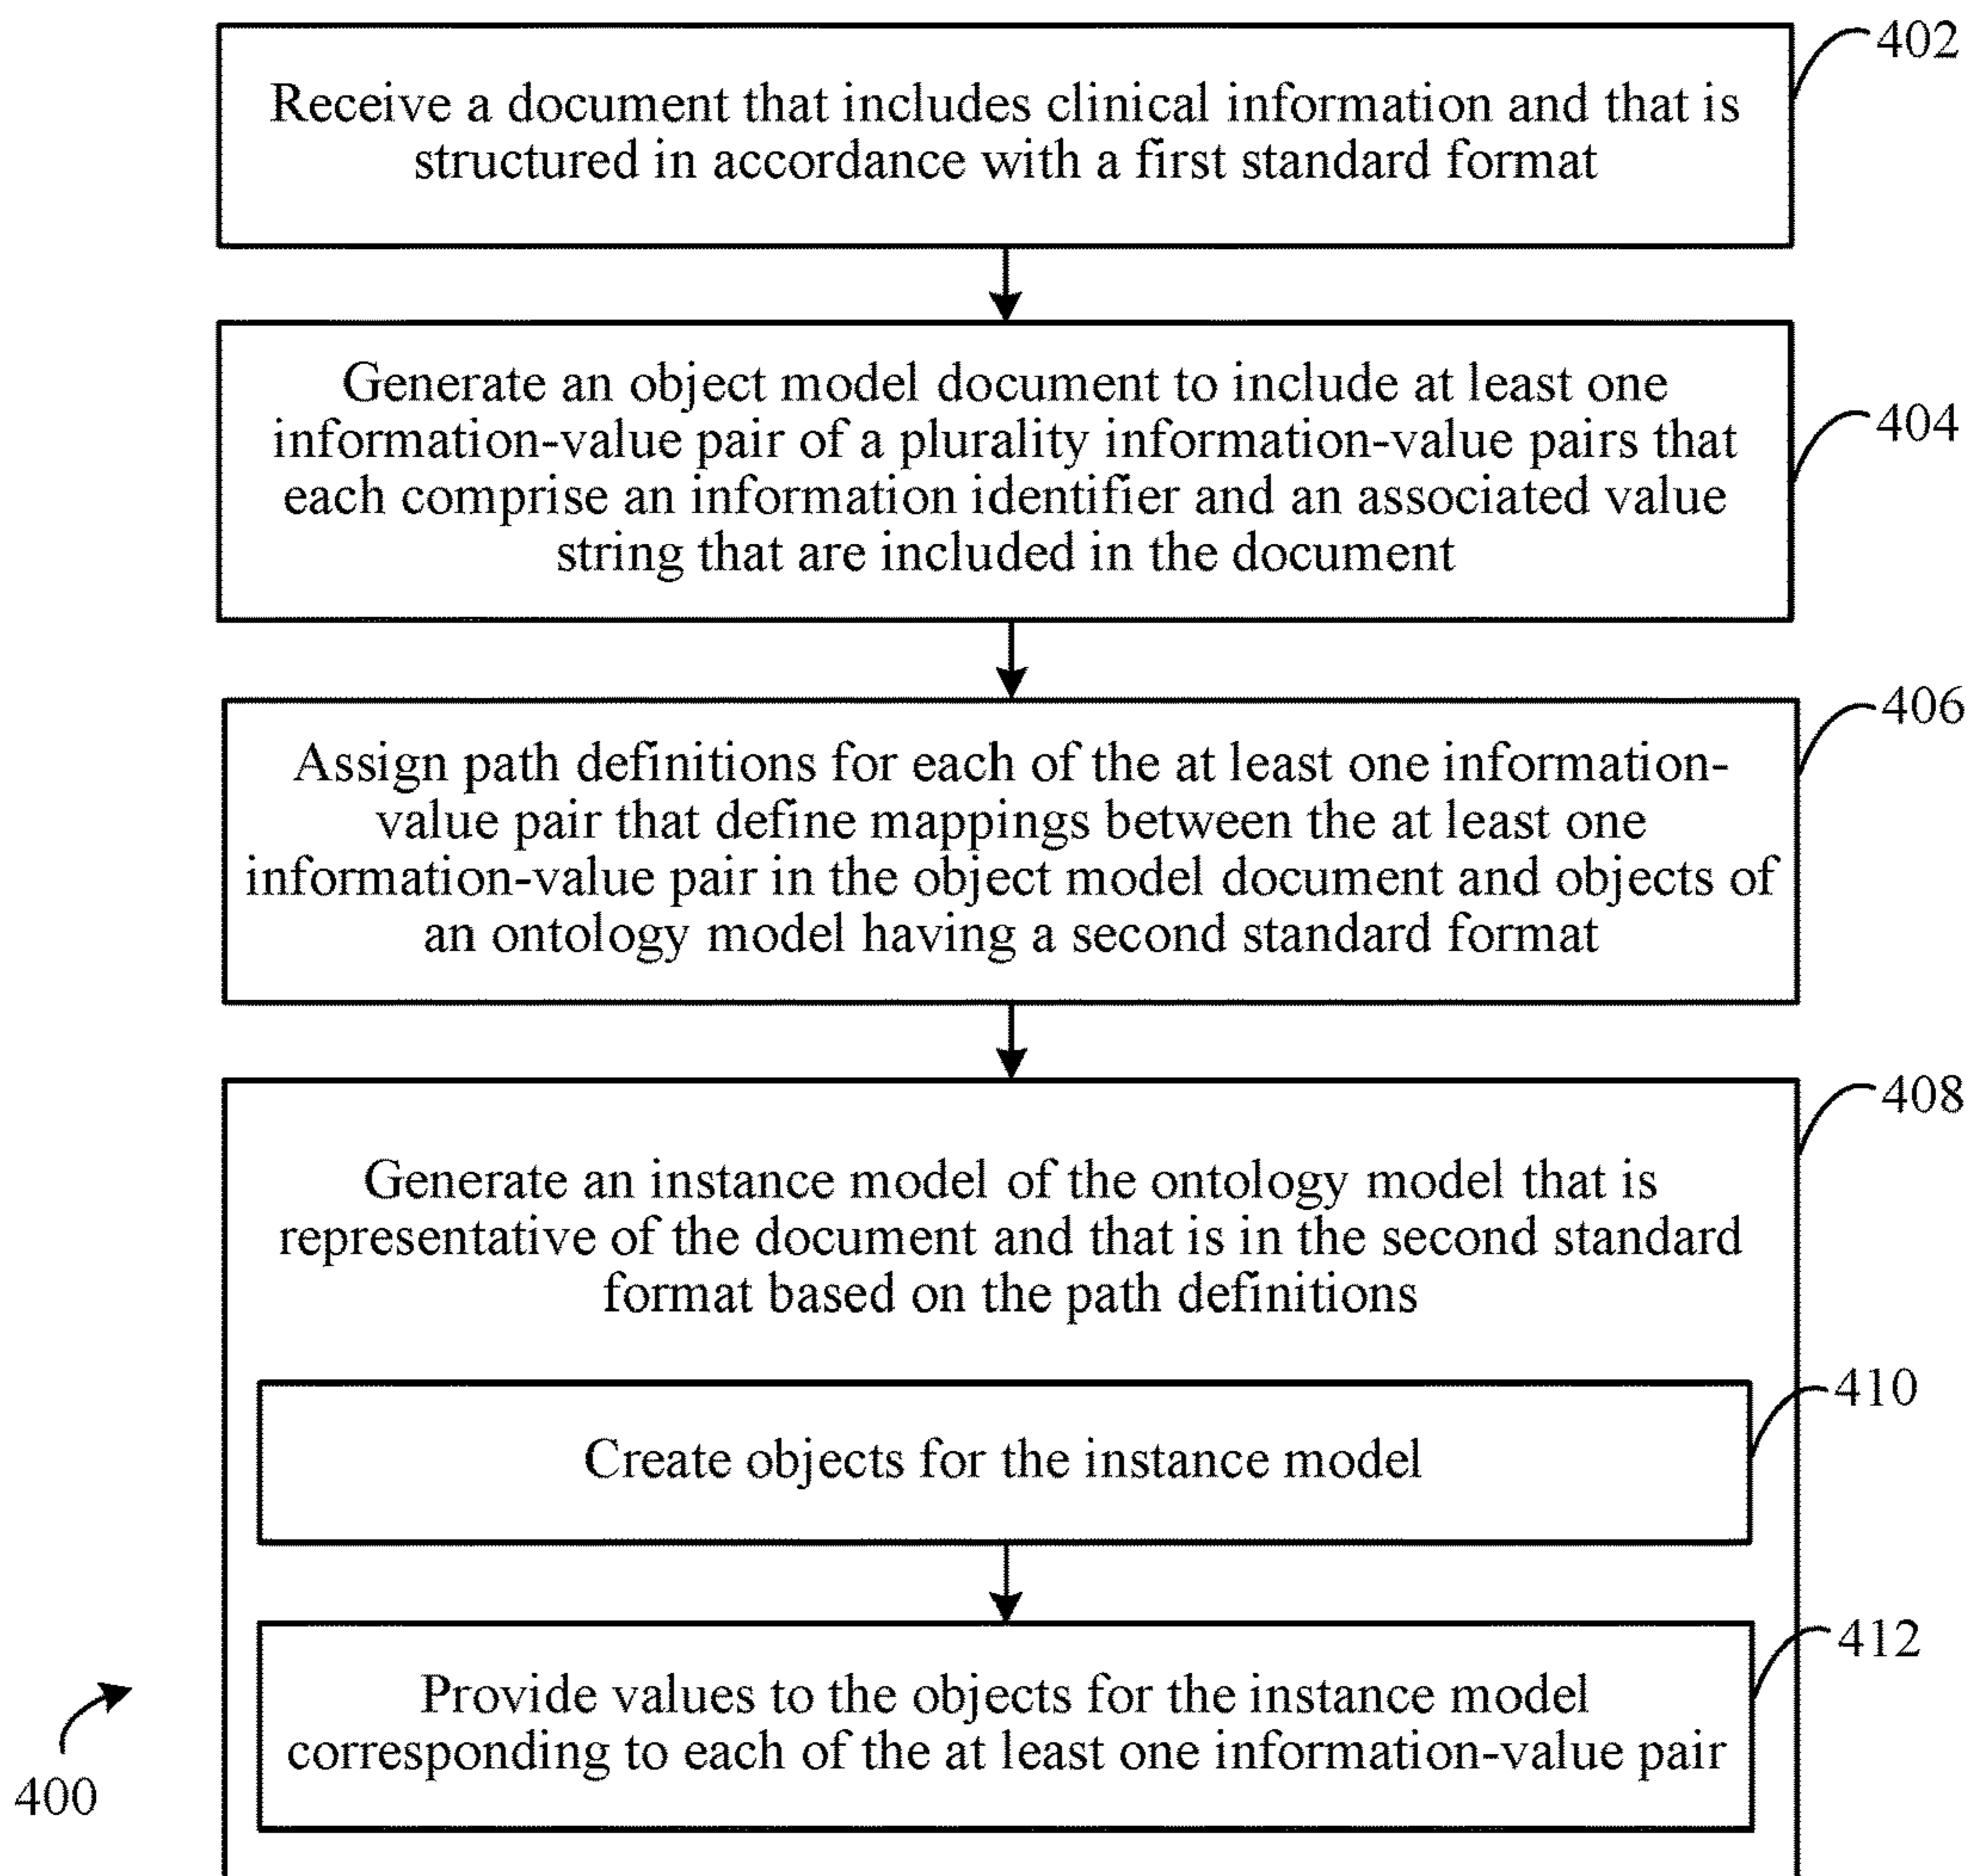 402
Receive a document that includes clinical information and that is
structured in accordance with a first standard format
404
Generate an object model document to include at least one
information-value pair of a plurality information-value pairs that
each comprise an information identifier and an associated value
string that are included in the document
406
Assign path definitions for each of the at least one information-
value pair that define mappings between the at least one
information-value pair in the object model document and objects of
an ontology model having a second standard format
408
Generate an instance model of the ontology model that is
representative of the document and that is in the second standard
format based on the path definitions
410
Create objects for the instance model
412
Provide values to the objects for the instance model
corresponding to each of the at least one information-value pair
400